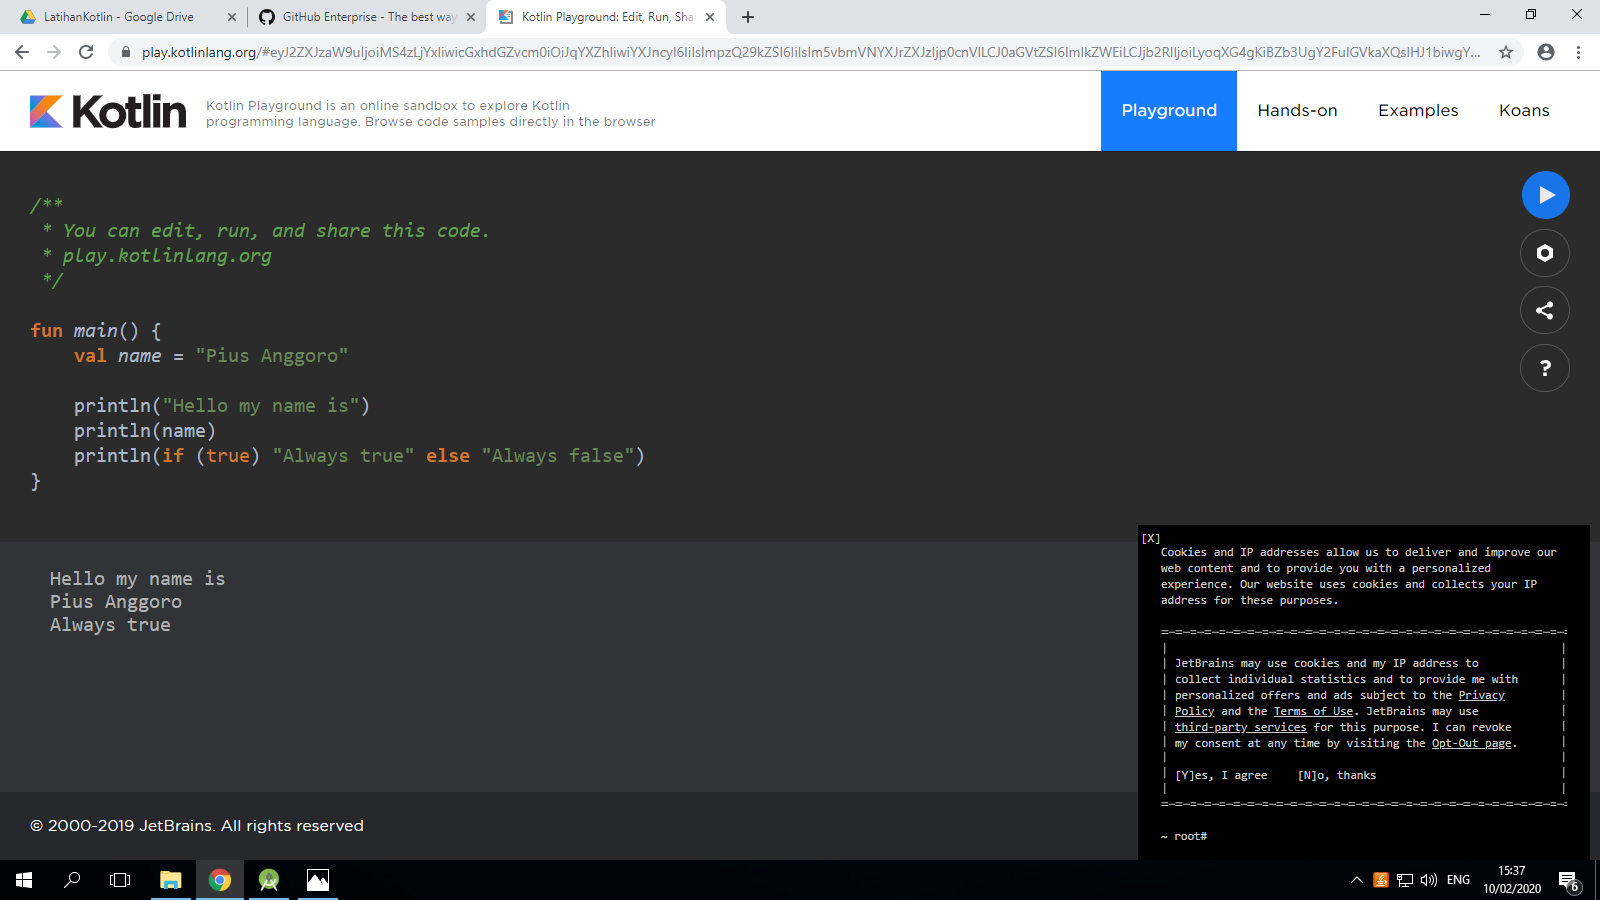 LatihanKotlin - Google Drive
GitHub Enterprise - The best way
Kotlin Playground: Edit, Run, Sha
Kotlin
Kotlin Playground is an online sandbox to explore Kotlin
programming language. Browse code samples directly in the browser
Playground
Hands-on
Examples
Koans
/**
 * You can edit, run, and share this code.
 * play.kotlinlang.org
 */
fun main() {
    val name = "Pius Anggoro"
    println("Hello my name is")
    println(name)
    println(if (true) "Always true" else "Always false")
}
?
Hello my name is
Pius Anggoro
Always true
[X]
Cookies and IP addresses allow us to deliver and improve our
web content and to provide you with a personalized
experience. Our website uses cookies and collects your IP
address for these purposes.
JetBrains may use cookies and my IP address to
collect individual statistics and to provide me with
personalized offers and ads subject to the Privacy
Policy and the Terms of Use. JetBrains may use
third-party services for this purpose. I can revoke
my consent at any time by visiting the Opt-Out page.
[Y]es, I agree [N]o, thanks
~ root#
© 2000-2019 JetBrains. All rights reserved
ENG
15:37
10/02/2020
6